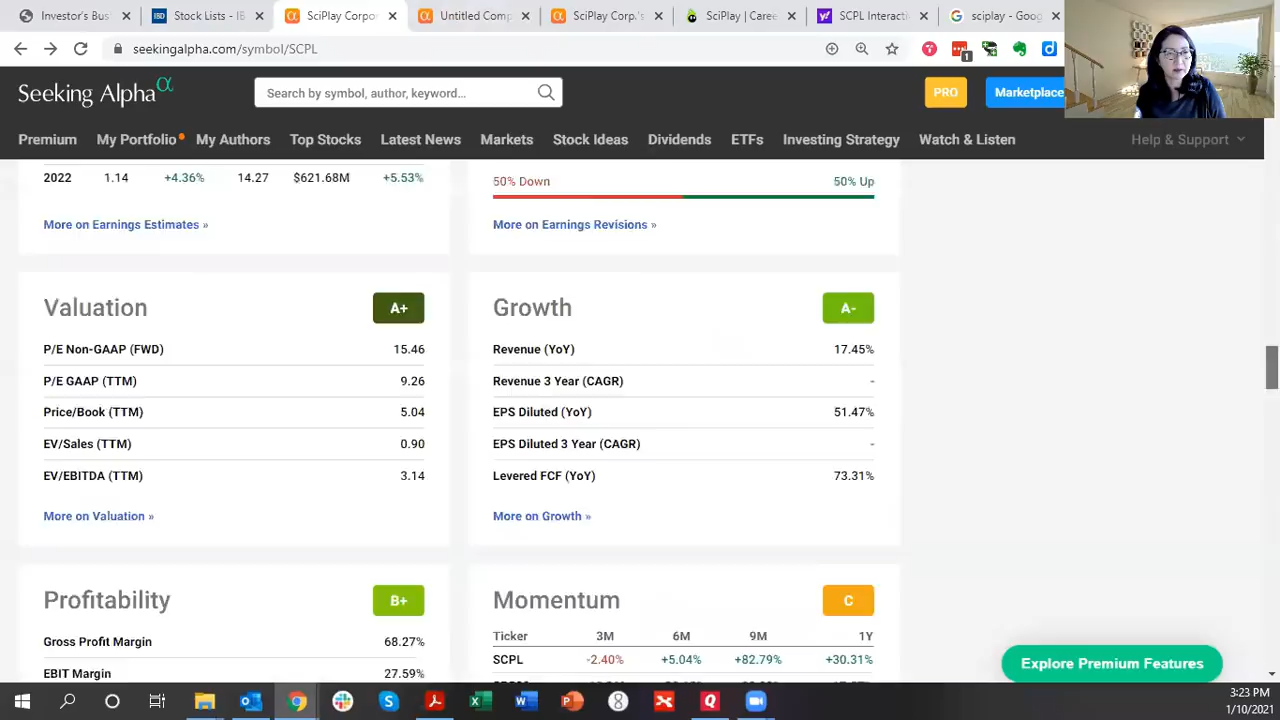 Investor's Bus
Stock Lists - IB
SciPlay Corpo
Untitled Comp
SciPlay Corp.'s
SciPlay | Caree
SCPL Interacti
sciplay - Goog
seekingalpha.com/symbol/SCPL
1
Seeking Alpha α
Search by symbol, author, keyword...
PRO
Marketplace
Premium My Portfolio My Authors Top Stocks Latest News Markets Stock Ideas Dividends ETFs Investing Strategy Watch & Listen Help & Support
2022 1.14 +4.36% 14.27 $621.68M +5.53%
50% Down 50% Up
More on Earnings Estimates »
More on Earnings Revisions »
Valuation A+
P/E Non-GAAP (FWD) 15.46
P/E GAAP (TTM) 9.26
Price/Book (TTM) 5.04
EV/Sales (TTM) 0.90
EV/EBITDA (TTM) 3.14
More on Valuation »
Growth A-
Revenue (YoY) 17.45%
Revenue 3 Year (CAGR) -
EPS Diluted (YoY) 51.47%
EPS Diluted 3 Year (CAGR) -
Levered FCF (YoY) 73.31%
More on Growth »
Profitability B+
Gross Profit Margin 68.27%
EBIT Margin 27.59%
Momentum C
Ticker 3M 6M 9M 1Y
SCPL -2.40% +5.04% +82.79% +30.31%
Explore Premium Features
3:23 PM
1/10/2021